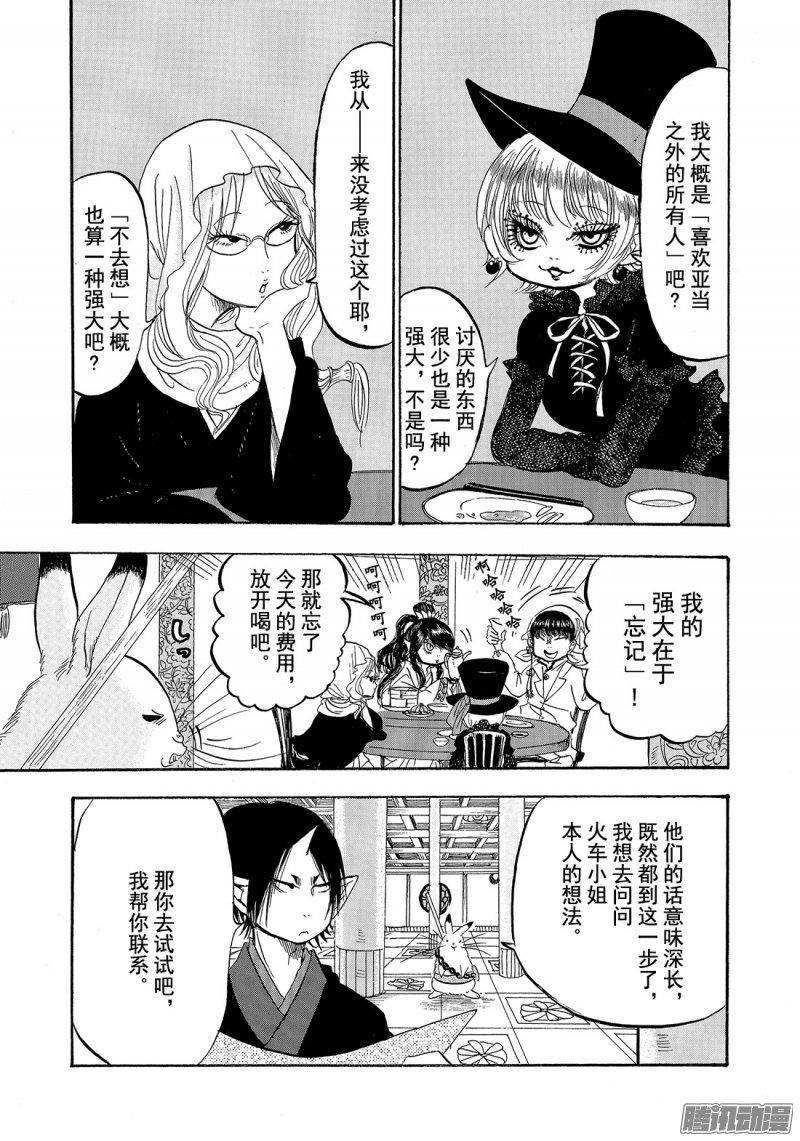 我大概是「喜欢亚当
之外的所有人」吧？
讨厌的东西
很少也是一种
强大，不是吗？
我从——来没考虑过这个耶，
「不去想」大概
也算一种强大吧？
我的
强大在于
「忘记」！
啊哈哈哈哈
呵呵呵呵呵
那就忘了
今天的费用，
放开喝吧。
他们的话意味深长，
既然都到这一步了，
我想去问问
火车小姐
本人的想法。
那你去试试吧，
我帮你联系。
腾讯动漫